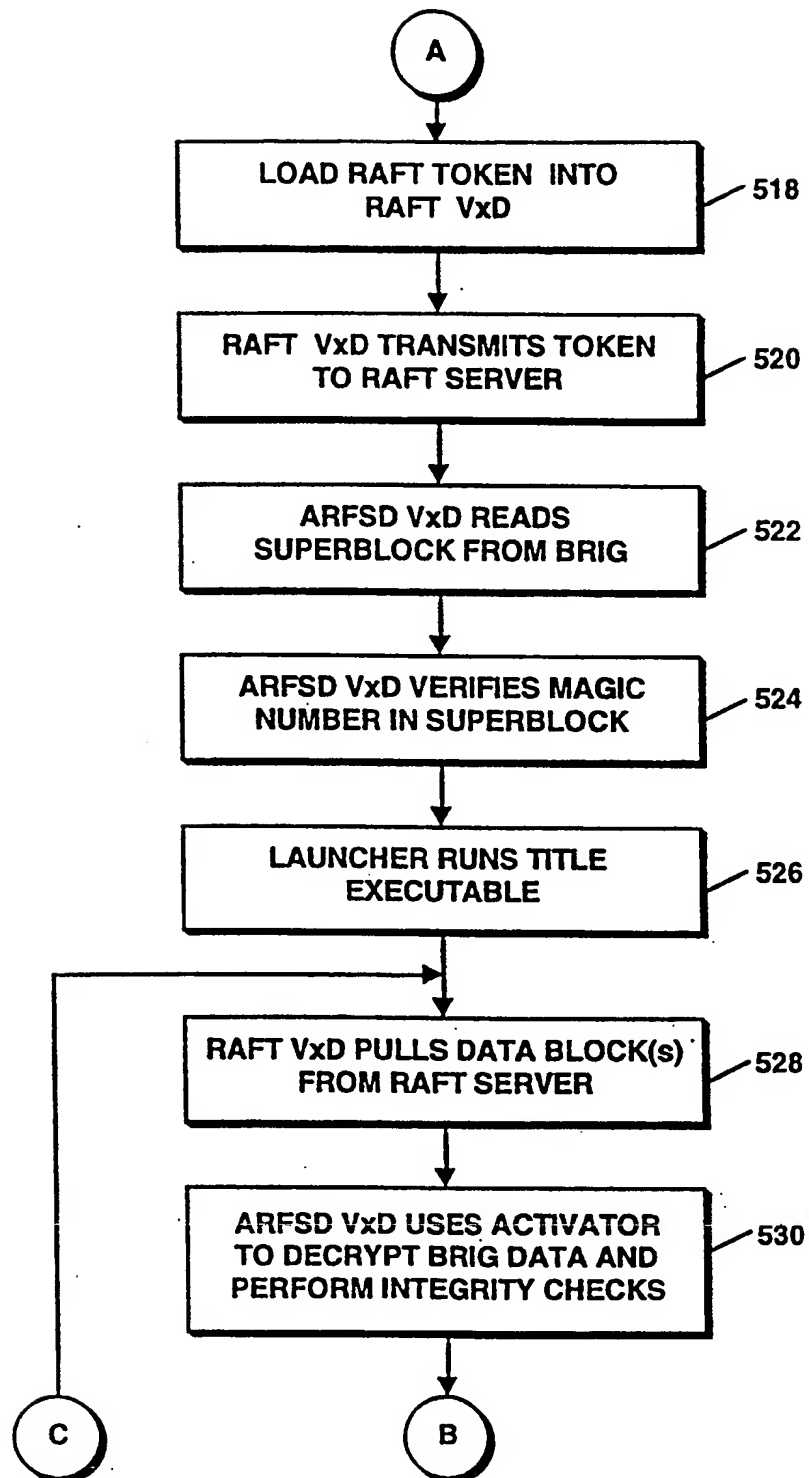 A
LOAD RAFT TOKEN INTO
RAFT VxD
518
RAFT VxD TRANSMITS TOKEN
TO RAFT SERVER
520
ARFSD VxD READS
SUPERBLOCK FROM BRIG
522
ARFSD VxD VERIFIES MAGIC
NUMBER IN SUPERBLOCK
524
LAUNCHER RUNS TITLE
EXECUTABLE
526
RAFT VxD PULLS DATA BLOCK(s)
FROM RAFT SERVER
528
ARFSD VxD USES ACTIVATOR
TO DECRYPT BRIG DATA AND
PERFORM INTEGRITY CHECKS
530
C
B